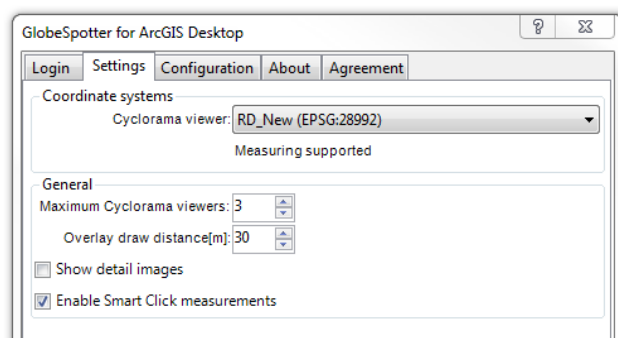 GlobeSpotter for ArcGIS Desktop
Login Settings Configuration About Agreement
Coordinate systems
Cyclorama viewer: RD_New (EPSG:28992)
Measuring supported
General
Maximum Cyclorama viewers: 3
Overlay draw distance[m]: 30
Show detail images
Enable Smart Click measurements